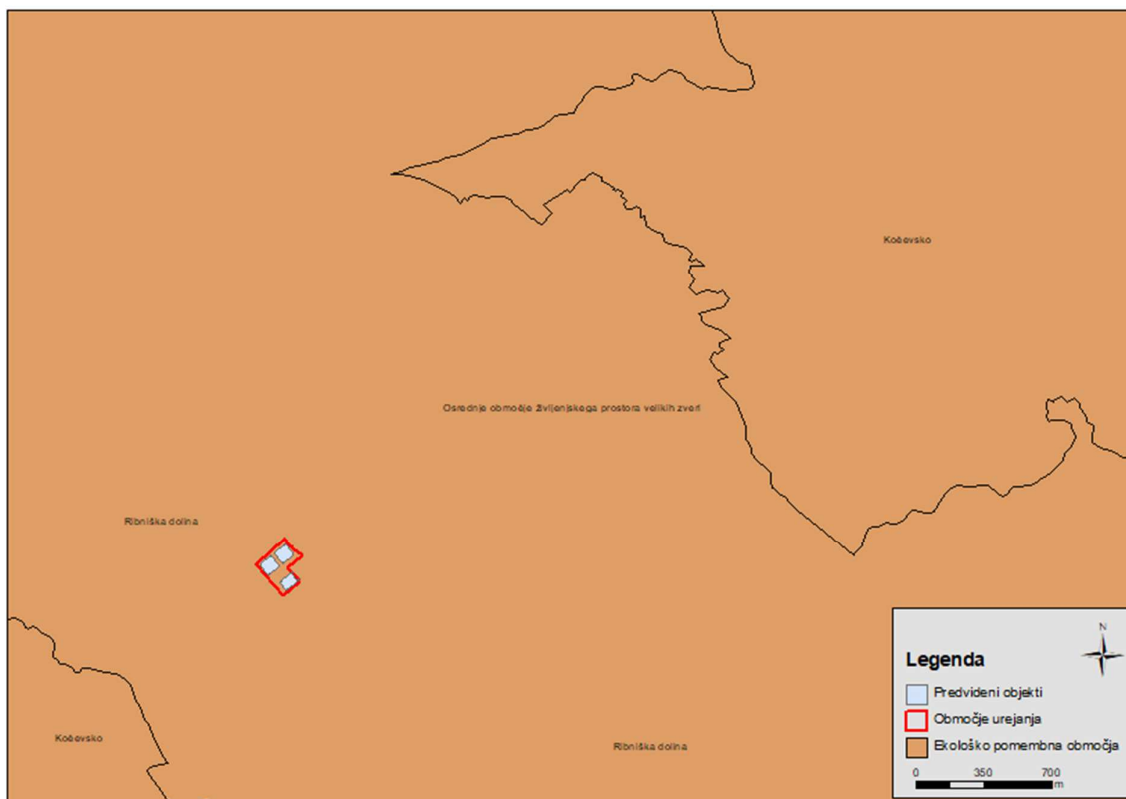 Kočevsko
Osrednje območje življenjskega prostora velikih zveri
Ribniška dolina
Kočevsko
Ribniška dolina
N
Legenda
Predvideni objekti
Območje urejanja
Ekološko pomembna območja
0 350 700
m